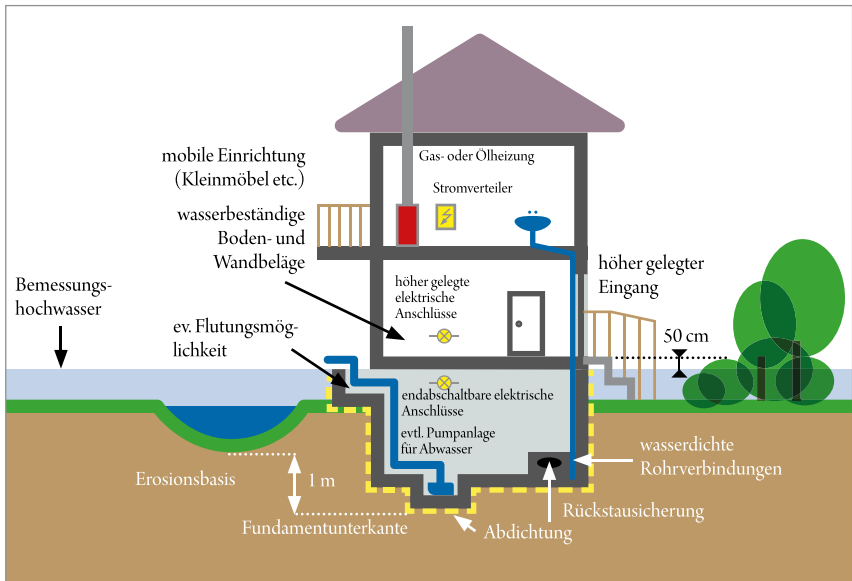 Gas- oder Ölheizung
mobile Einrichtung
(Kleinmöbel etc.)
Stromverteiler
wasserbeständige
Boden- und
Wandbeläge
höher gelegter
Eingang
höher gelegte
elektrische
Anschlüsse
Bemessungs-
hochwasser
ev. Flutungsmög-
lichkeit
50 cm
endabschaltbare elektrische
Anschlüsse
evtl. Pumpanlage
für Abwasser
wasserdichte
Rohrverbindungen
Erosionsbasis
1 m
Rückstausicherung
Fundamentunterkante
Abdichtung